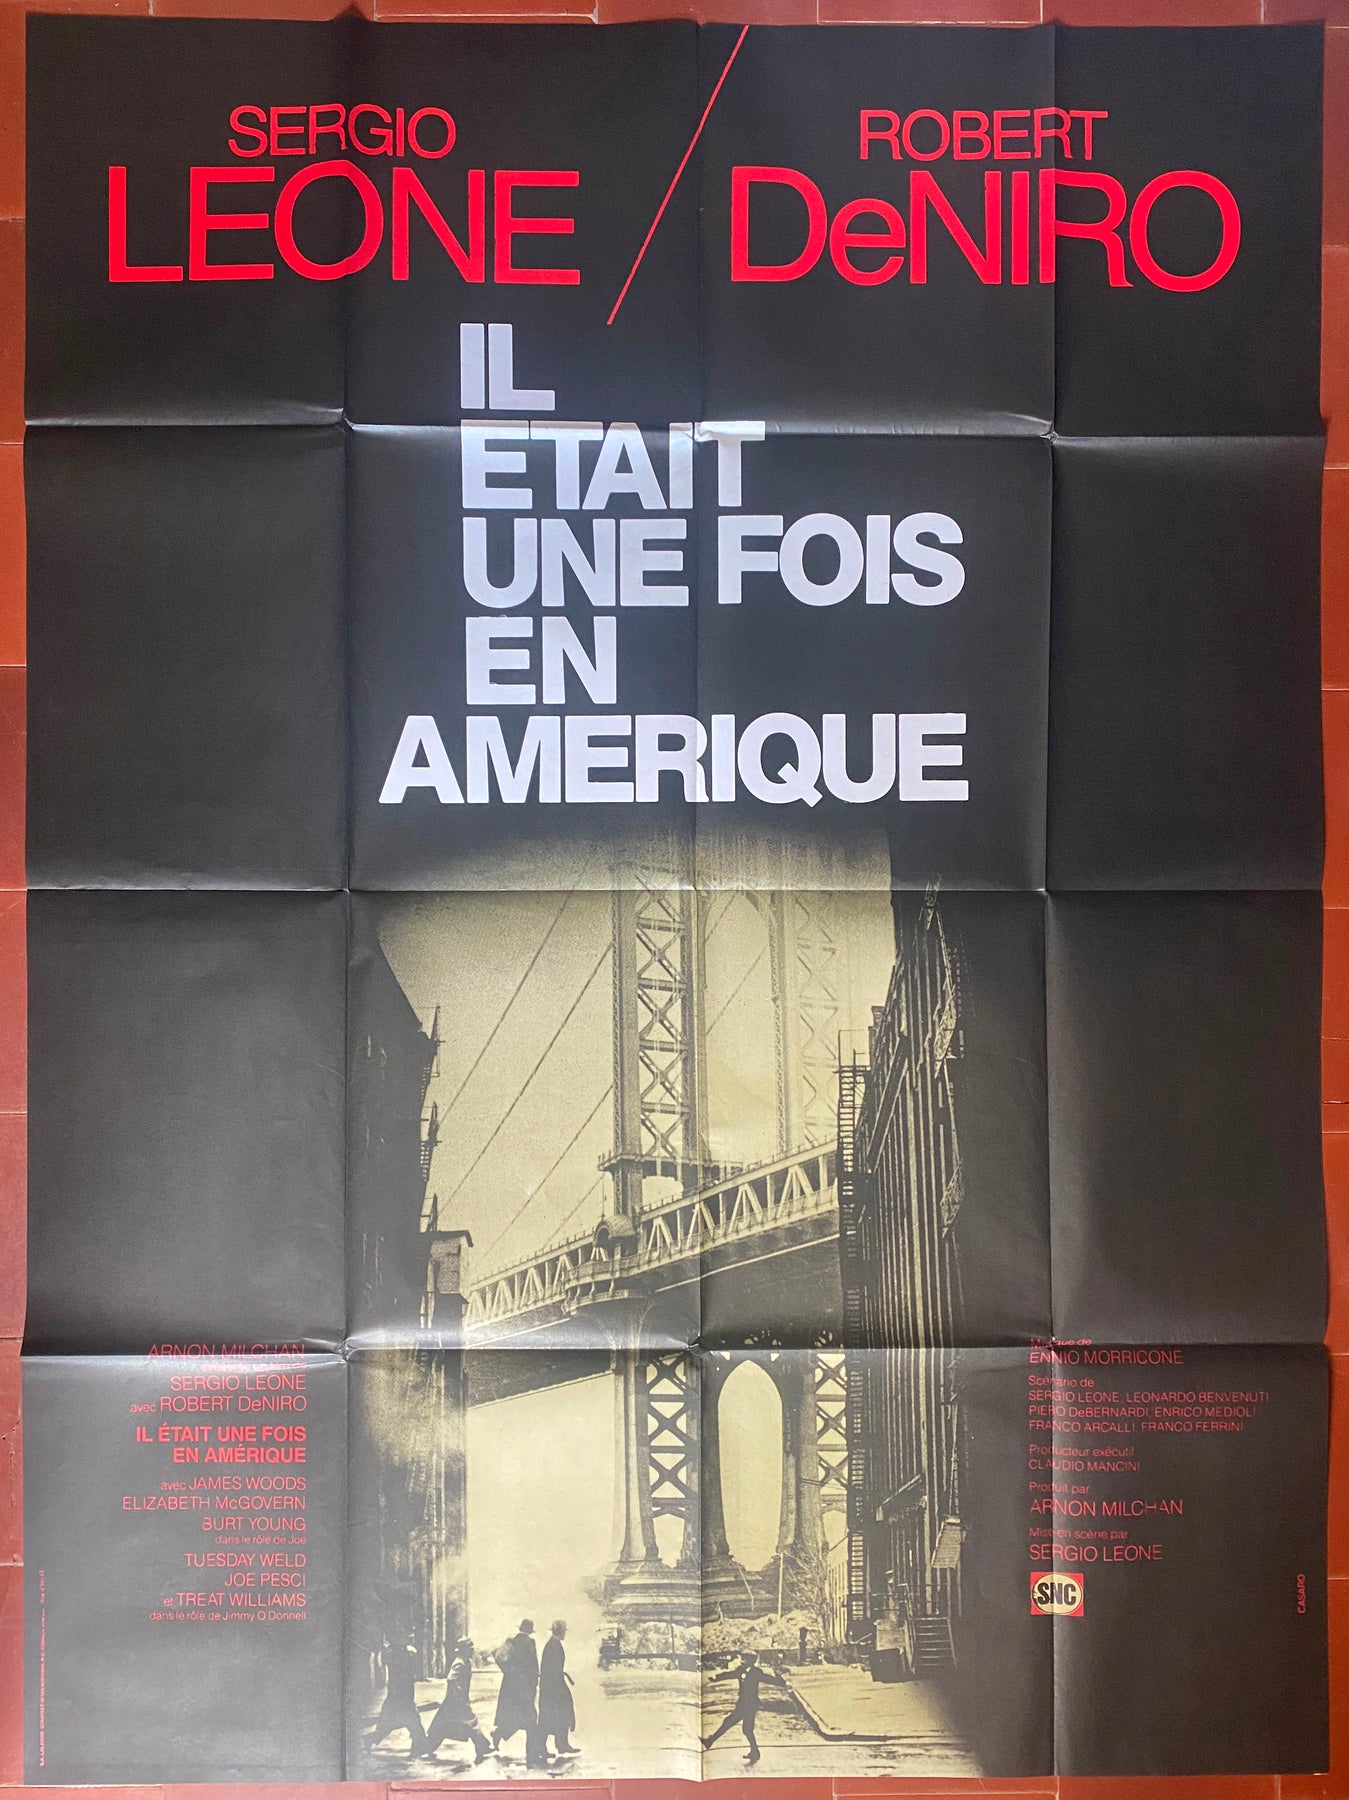 SERGIO
LEONE
/
ROBERT
DeNIRO
IL
ETAIT
UNE FOIS
EN
AMERIQUE
ARNON MILCHAN
SERGIO LEONE
avec ROBERT DeNIRO
IL ÉTAIT UNE FOIS
EN AMÉRIQUE
avec JAMES WOODS
ELIZABETH McGOVERN
BURT YOUNG
dans le rôle de Joe
TUESDAY WELD
JOE PESCI
et TREAT WILLIAMS
dans le rôle de Jimmy O'Donnell
Musique de
ENNIO MORRICONE
Scénario de
SERGIO LEONE, LEONARDO BENVENUTI
PIERO DeBERNARDI, ENRICO MEDIOLI
FRANCO ARCALLI, FRANCO FERRINI
Producteur exécutif
CLAUDIO MANCINI
Produit par
ARNON MILCHAN
Mise en scène par
SERGIO LEONE
SNC
CASARO